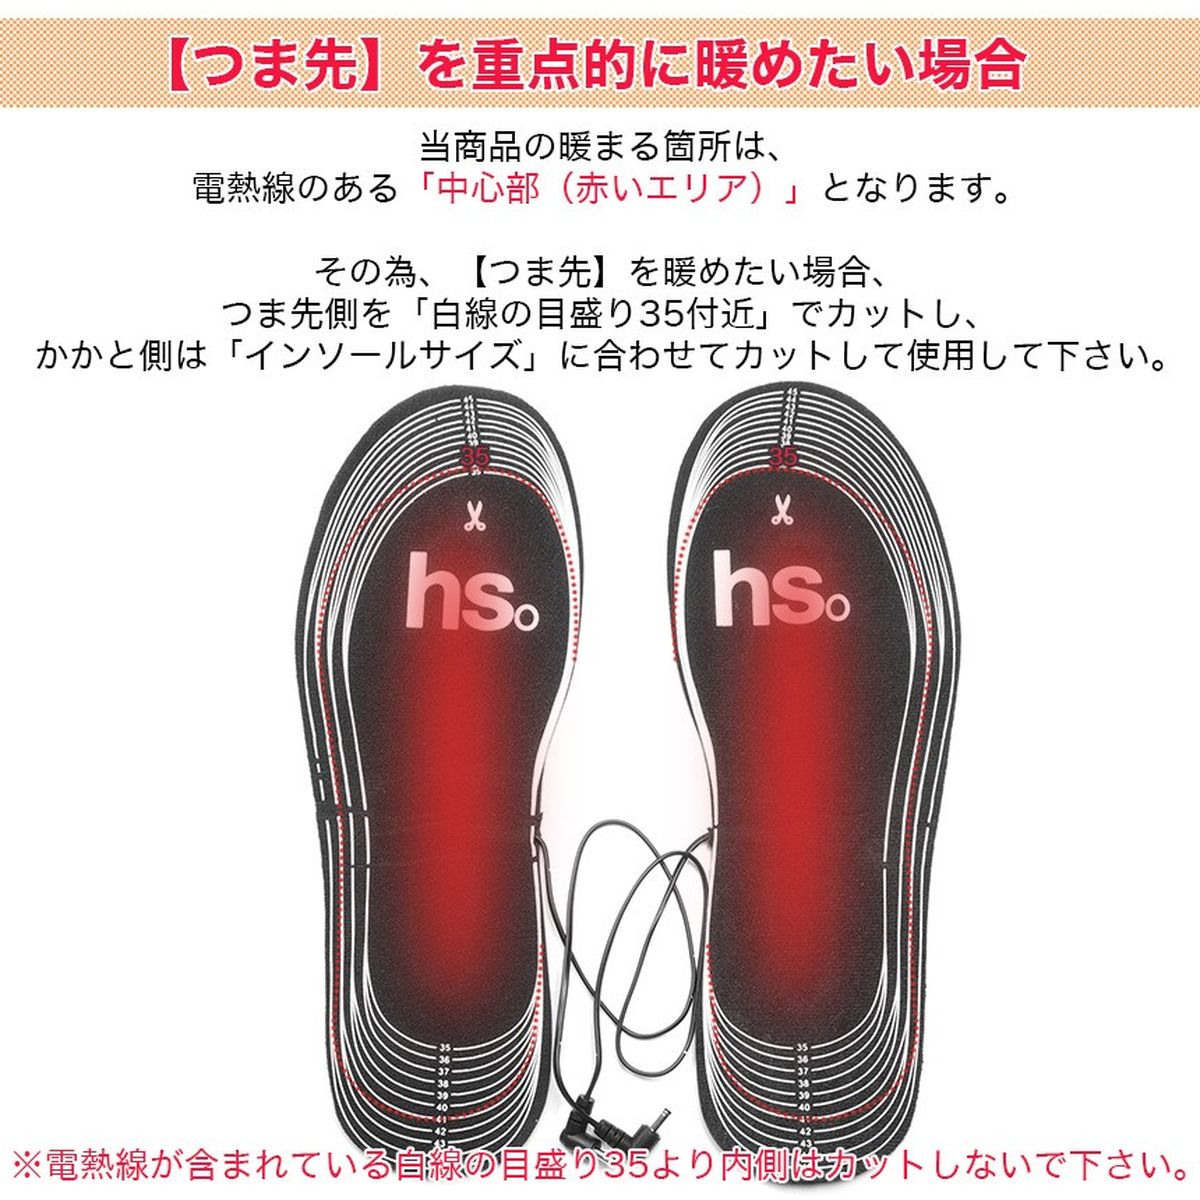 【つま先】を重点的に暖めたい場合
当商品の暖まる箇所は、
電熱線のある「中心部（赤いエリア）」となります。
その為、【つま先】を暖めたい場合、
つま先側を「白線の目盛り35付近」でカットし、
かかと側は「インソールサイズ」に合わせてカットして使用して下さい。
45
35
35
hs。
hs。
35
36
37
38
39
40
41
42
43
35
36
37
38
39
40
41
42
43
※電熱線が含まれている白線の目盛り35より内側はカットしないで下さい。